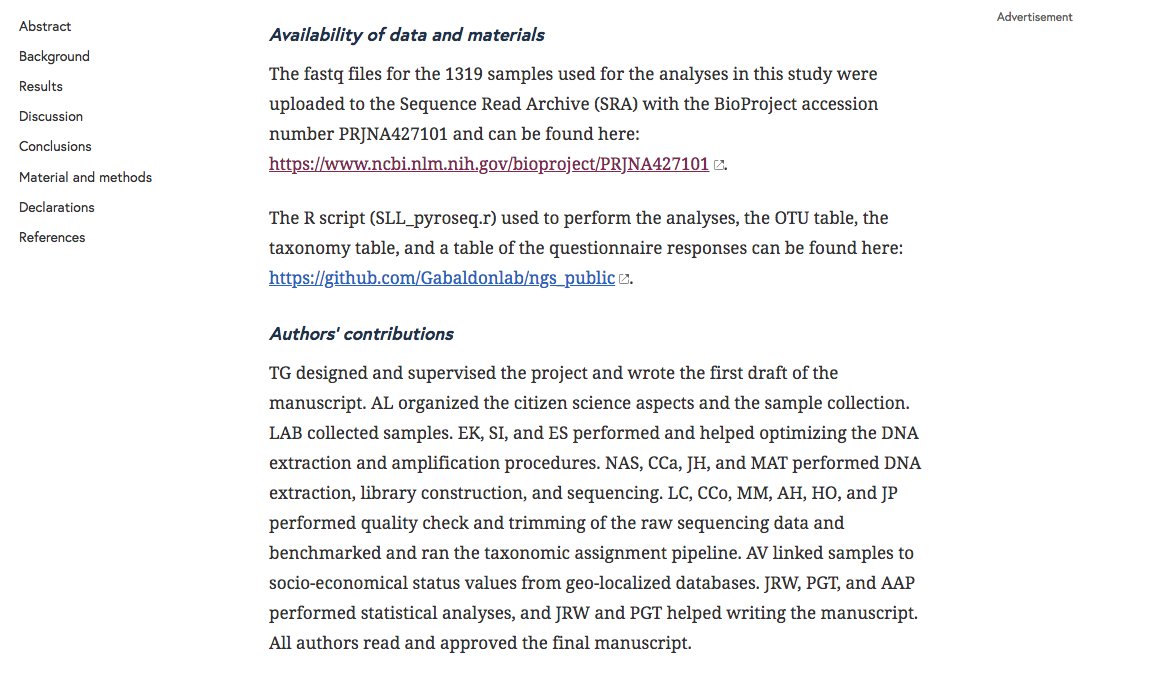 Abstract
Background
Results
Discussion
Conclusions
Material and methods
Declarations
References
Availability of data and materials
The fastq files for the 1319 samples used for the analyses in this study were
uploaded to the Sequence Read Archive (SRA) with the BioProject accession
number PRJNA427101 and can be found here:
https://www.ncbi.nlm.nih.gov/bioproject/PRJNA427101.
The R script (SLL_pyroseq.r) used to perform the analyses, the OTU table, the
taxonomy table, and a table of the questionnaire responses can be found here:
https://github.com/Gabaldonlab/ngs_public.
Authors' contributions
TG designed and supervised the project and wrote the first draft of the
manuscript. AL organized the citizen science aspects and the sample collection.
LAB collected samples. EK, SI, and ES performed and helped optimizing the DNA
extraction and amplification procedures. NAS, CCa, JH, and MAT performed DNA
extraction, library construction, and sequencing. LC, CCo, MM, AH, HO, and JP
performed quality check and trimming of the raw sequencing data and
benchmarked and ran the taxonomic assignment pipeline. AV linked samples to
socio-economical status values from geo-localized databases. JRW, PGT, and AAP
performed statistical analyses, and JRW and PGT helped writing the manuscript.
All authors read and approved the final manuscript.
Advertisement